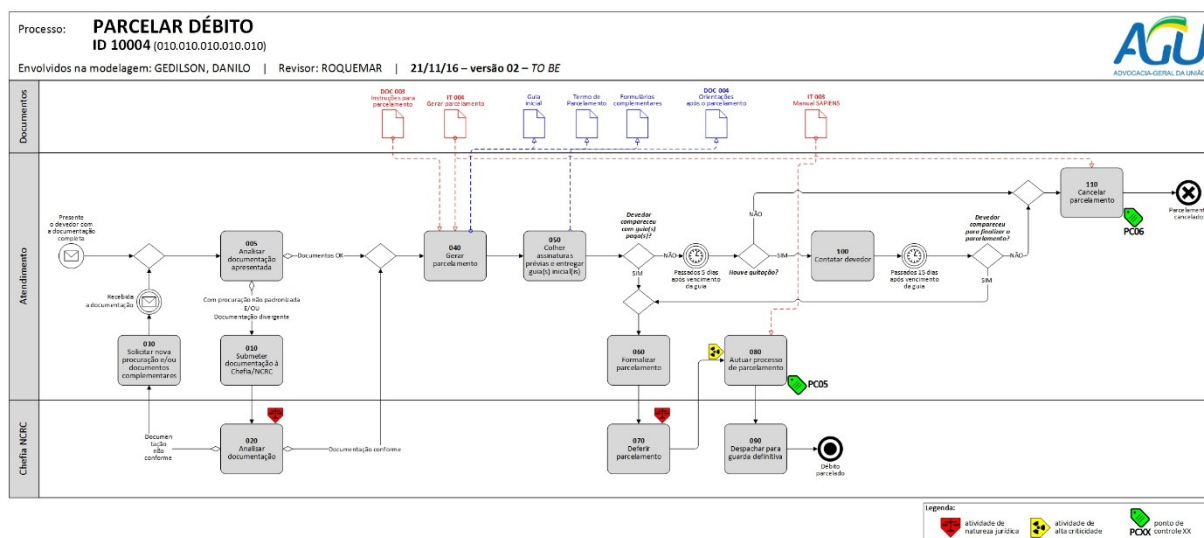 Processo:
PARCELAR DÉBITO
ID 10004 (010.010.010.010.010)
Envolvidos na modelagem: GEDILSON, DANILO | Revisor: ROQUEMAR | 21/11/16 – versão 02 – TO BE
AGU
ADVOCACIA-GERAL DA UNIÃO
Documentos
DOC 003
Instruções para
parcelamento
IT 004
Gerar parcelamento
Guia
inicial
Termo de
Parcelamento
Formulários
complementares
DOC 004
Orientações
após o parcelamento
IT 003
Manual SAPIENS
Atendimento
Presente
o devedor com
a documentação
completa
Recebida
a documentação
005
Analisar
documentação
apresentada
Documentos OK
Com procuração não padronizada
E/OU
Documentação divergente
030
Solicitar nova
procuração e/ou
documentos
complementares
010
Submeter
documentação à
Chefia/NCRC
040
Gerar
parcelamento
050
Colher
assinaturas
prévias e entregar
guia(s) inicial(is)
Devedor
compareceu
com guia(s)
paga(s)?
NÃO
SIM
Passados 5 dias
após vencimento
da guia
NÃO
Houve quitação?
SIM
100
Contatar devedor
Passados 15 dias
após vencimento
da guia
Devedor
compareceu
para finalizar o
parcelamento?
NÃO
SIM
110
Cancelar
parcelamento
PC06
Parcelamento
cancelado
060
Formalizar
parcelamento
080
Autuar processo
de parcelamento
PC05
Chefia NCRC
Documen
tação
não
conforme
020
Analisar
documentação
Documentação conforme
070
Deferir
parcelamento
090
Despachar para
guarda definitiva
Débito
parcelado
Legenda:
atividade de
natureza jurídica
atividade de
alta criticidade
PCXX
ponto de
controle XX